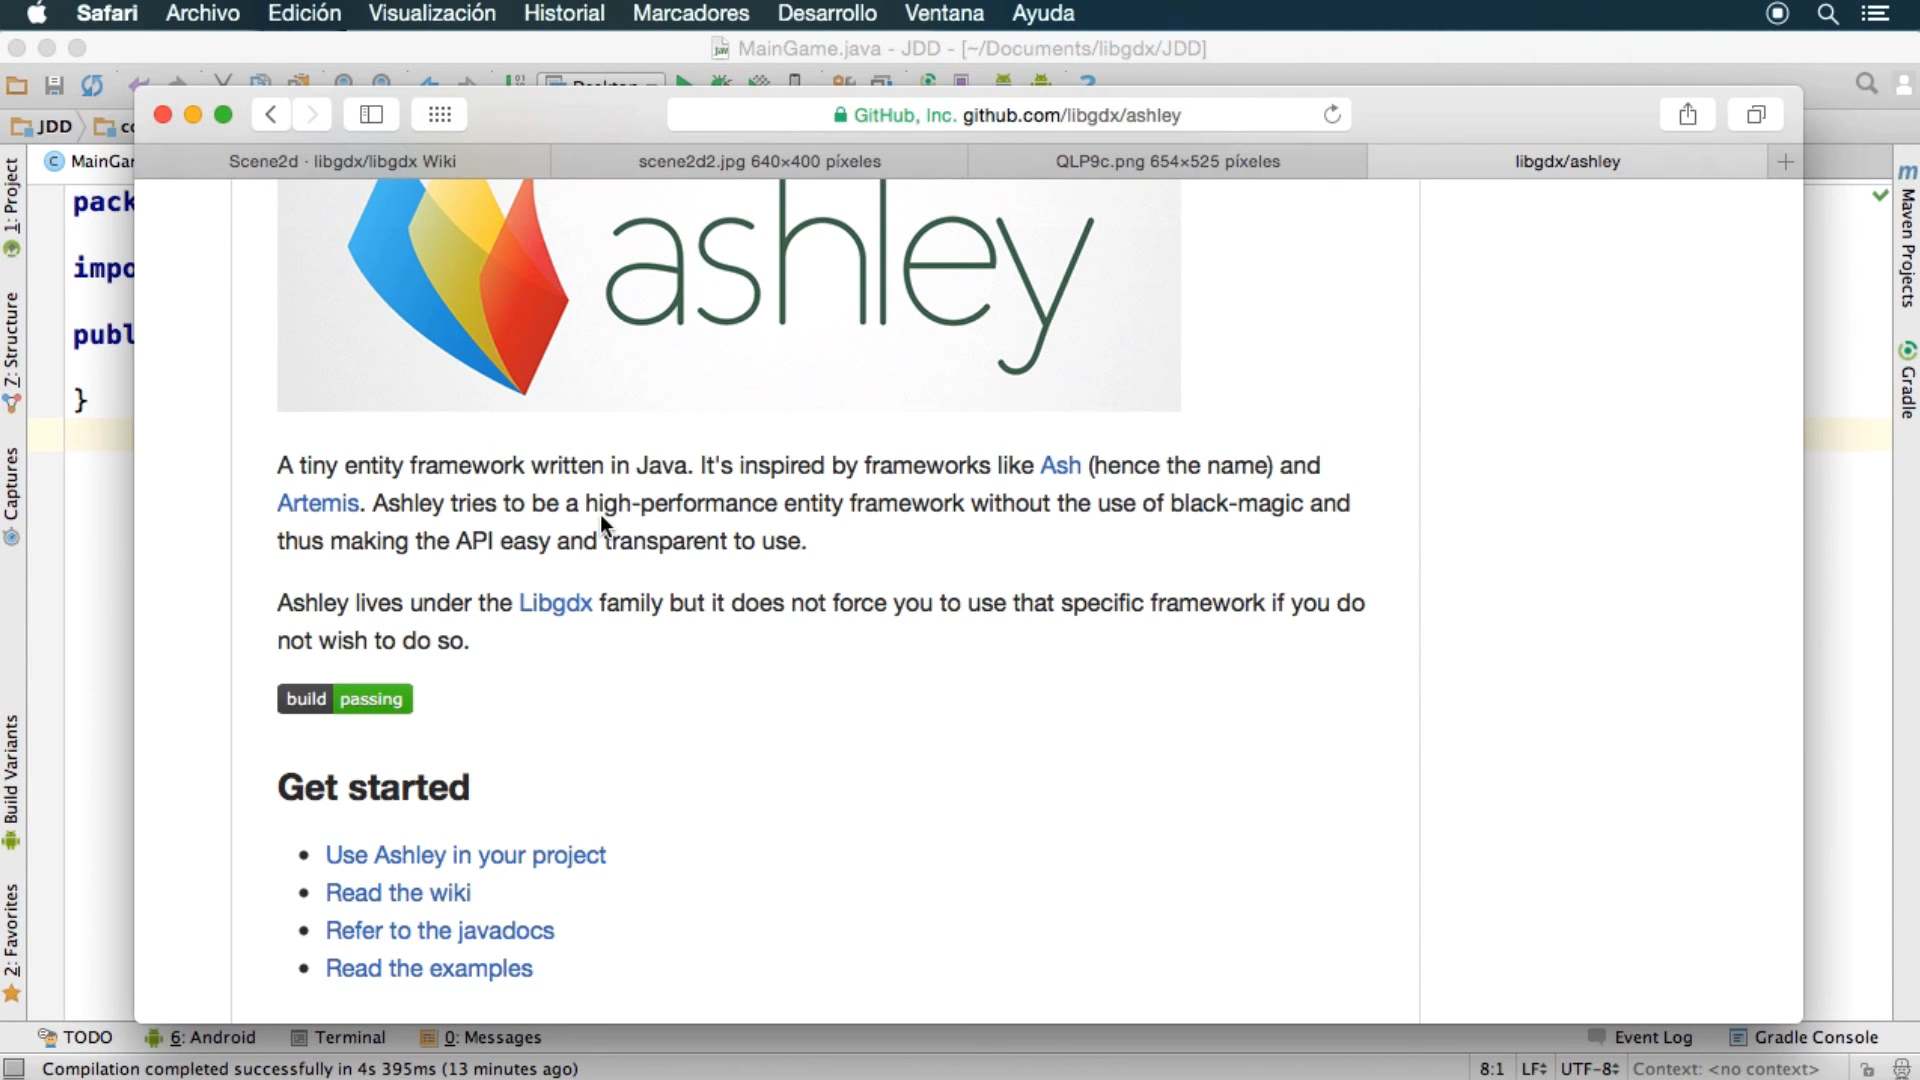 Safari Archivo Edición Visualización Historial Marcadores Desarrollo Ventana Ayuda
MainGame.java - JDD - [~/Documents/libgdx/JDD]
JDD
GitHub, Inc. github.com/libgdx/ashley
MainGar
Scene2d · libgdx/libgdx Wiki
scene2d2.jpg 640×400 píxeles
QLP9c.png 654×525 píxeles
libgdx/ashley
pack
impo
publ
}
ashley
A tiny entity framework written in Java. It's inspired by frameworks like Ash (hence the name) and
Artemis. Ashley tries to be a high-performance entity framework without the use of black-magic and
thus making the API easy and transparent to use.
Ashley lives under the Libgdx family but it does not force you to use that specific framework if you do
not wish to do so.
build passing
Get started
• Use Ashley in your project
• Read the wiki
• Refer to the javadocs
• Read the examples
1: Project
7: Structure
Captures
Build Variants
2: Favorites
Maven Projects
Gradle
TODO 6: Android Terminal 0: Messages Event Log Gradle Console
Compilation completed successfully in 4s 395ms (13 minutes ago) 8:1 LF UTF-8 Context: <no context>